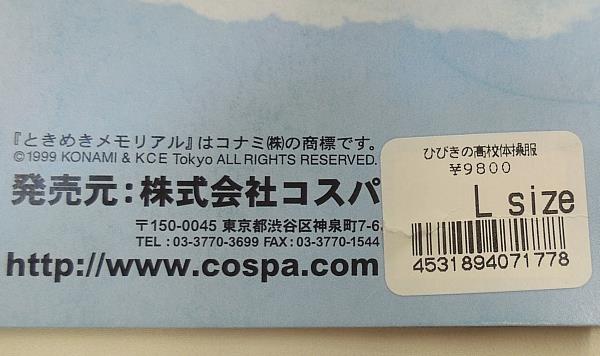 『ときめきメモリアル』はコナミ㈱の商標です。
©1999 KONAMI & KCE Tokyo ALL RIGHTS RESERVED.
発売元：株式会社コスパ
〒150-0045 東京都渋谷区神泉町7-6
TEL : 03-3770-3699 FAX : 03-3770-1544
http://www.cospa.com
ひびきの高校体操服
¥9800
L size
4531894071778